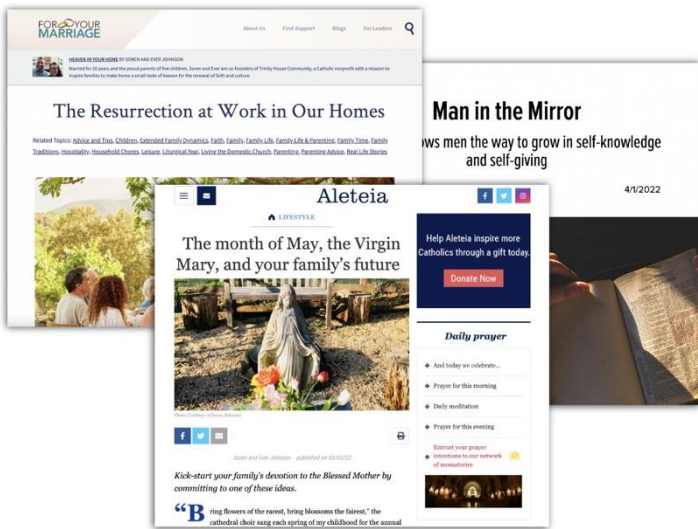 FOR YOUR
MARRIAGE
About Us
Find Support
Blogs
For Leaders
HEAVEN IN YOUR HOME BY SOREN AND EVER JOHNSON
Married for 20 years and the proud parents of five children, Soren and Ever are co-founders of Trinity House Community, a Catholic nonprofit with a mission to
inspire families to make home a small taste of heaven for the renewal of faith and culture.
The Resurrection at Work in Our Homes
Related Topics: Advice and Tips, Children, Extended Family Dynamics, Faith, Family, Family Life, Family Life & Parenting, Family Time, Family
Traditions, Hospitality, Household Chores, Leisure, Liturgical Year, Living the Domestic Church, Parenting, Parenting Advice, Real Life Stories
Man in the Mirror
ows men the way to grow in self-knowledge
and self-giving
4/1/2022
Aleteia
LIFESTYLE
The month of May, the Virgin
Mary, and your family's future
Photo Courtesy of Soren Johnson
Soren and Ever Johnson - published on 05/02/22
Kick-start your family's devotion to the Blessed Mother by
committing to one of these ideas.
“Bring flowers of the rarest, bring blossoms the fairest,” the
cathedral choir sang each spring of my childhood for the annual
Help Aleteia inspire more
Catholics through a gift today.
Donate Now
Daily prayer
And today we celebrate...
Prayer for this morning
Daily meditation
Prayer for this evening
Entrust your prayer
intentions to our network
of monasteries